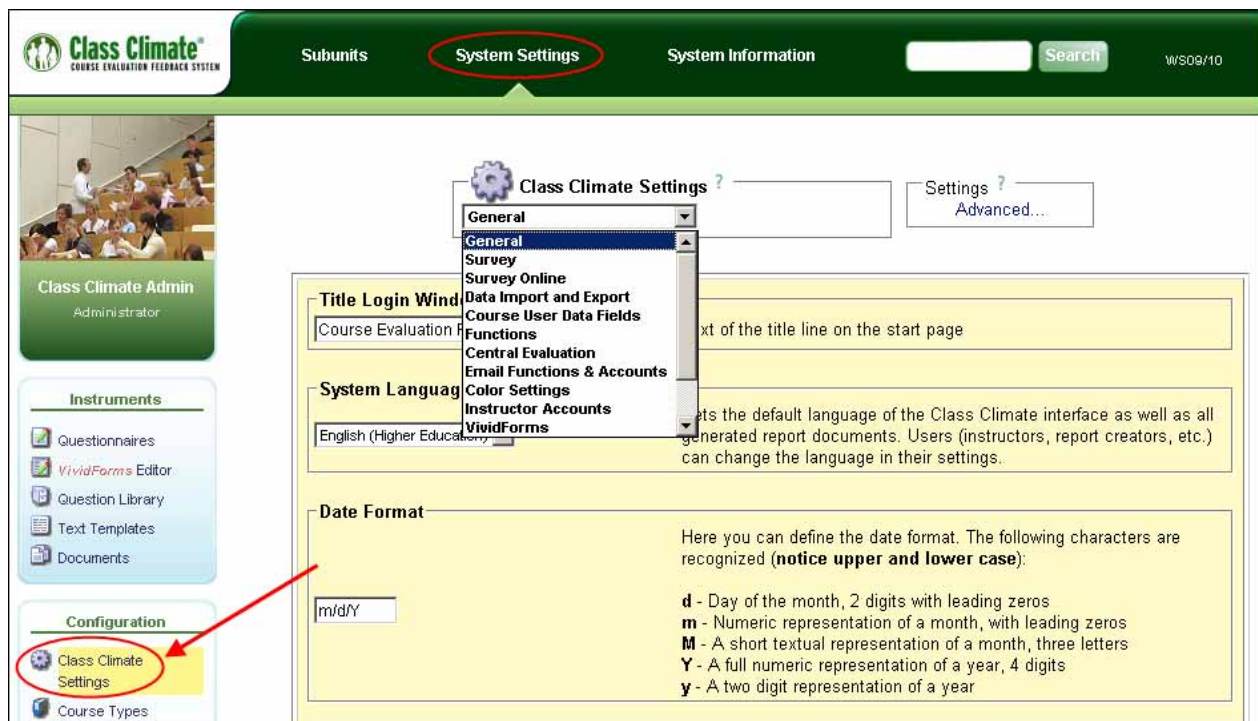 Class Climate®
COURSE EVALUATION FEEDBACK SYSTEM
Subunits
System Settings
System Information
Search
WS09/10
Class Climate Admin
Administrator
Instruments
Questionnaires
VividForms Editor
Question Library
Text Templates
Documents
Configuration
Class Climate
Settings
Course Types
Class Climate Settings ?
General
General
Survey
Survey Online
Data Import and Export
Course User Data Fields
Functions
Central Evaluation
Email Functions & Accounts
Color Settings
Instructor Accounts
VividForms
Settings ?
Advanced...
Title Login
Course Evaluation
of the title line on the start page
System
English (Higher Education)
the default language of the Class Climate interface as well as all
generated report documents. Users (instructors, report creators, etc.)
can change the language in their settings.
Date Format
m/d/Y
Here you can define the date format. The following characters are
recognized (notice upper and lower case):
d - Day of the month, 2 digits with leading zeros
m - Numeric representation of a month, with leading zeros
M - A short textual representation of a month, three letters
Y - A full numeric representation of a year, 4 digits
y - A two digit representation of a year